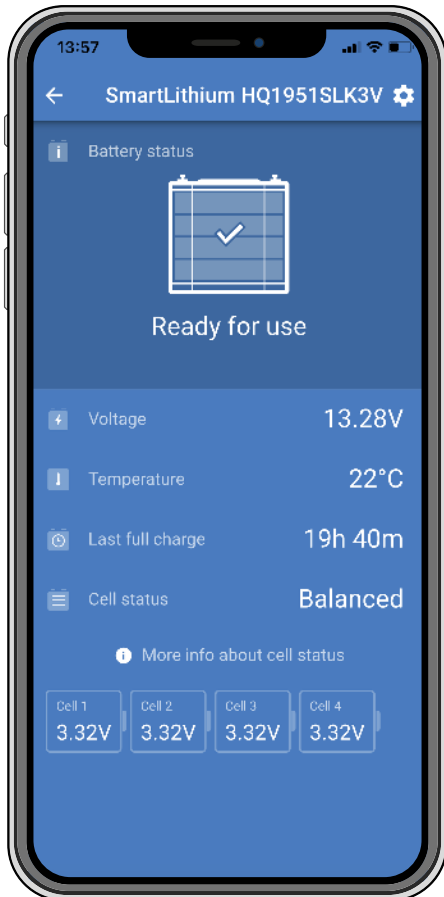 13:57
SmartLithium HQ1951SLK3V
Battery status
Ready for use
Voltage 13.28V
Temperature 22°C
Last full charge 19h 40m
Cell status Balanced
More info about cell status
Cell 1 Cell 2 Cell 3 Cell 4
3.32V 3.32V 3.32V 3.32V